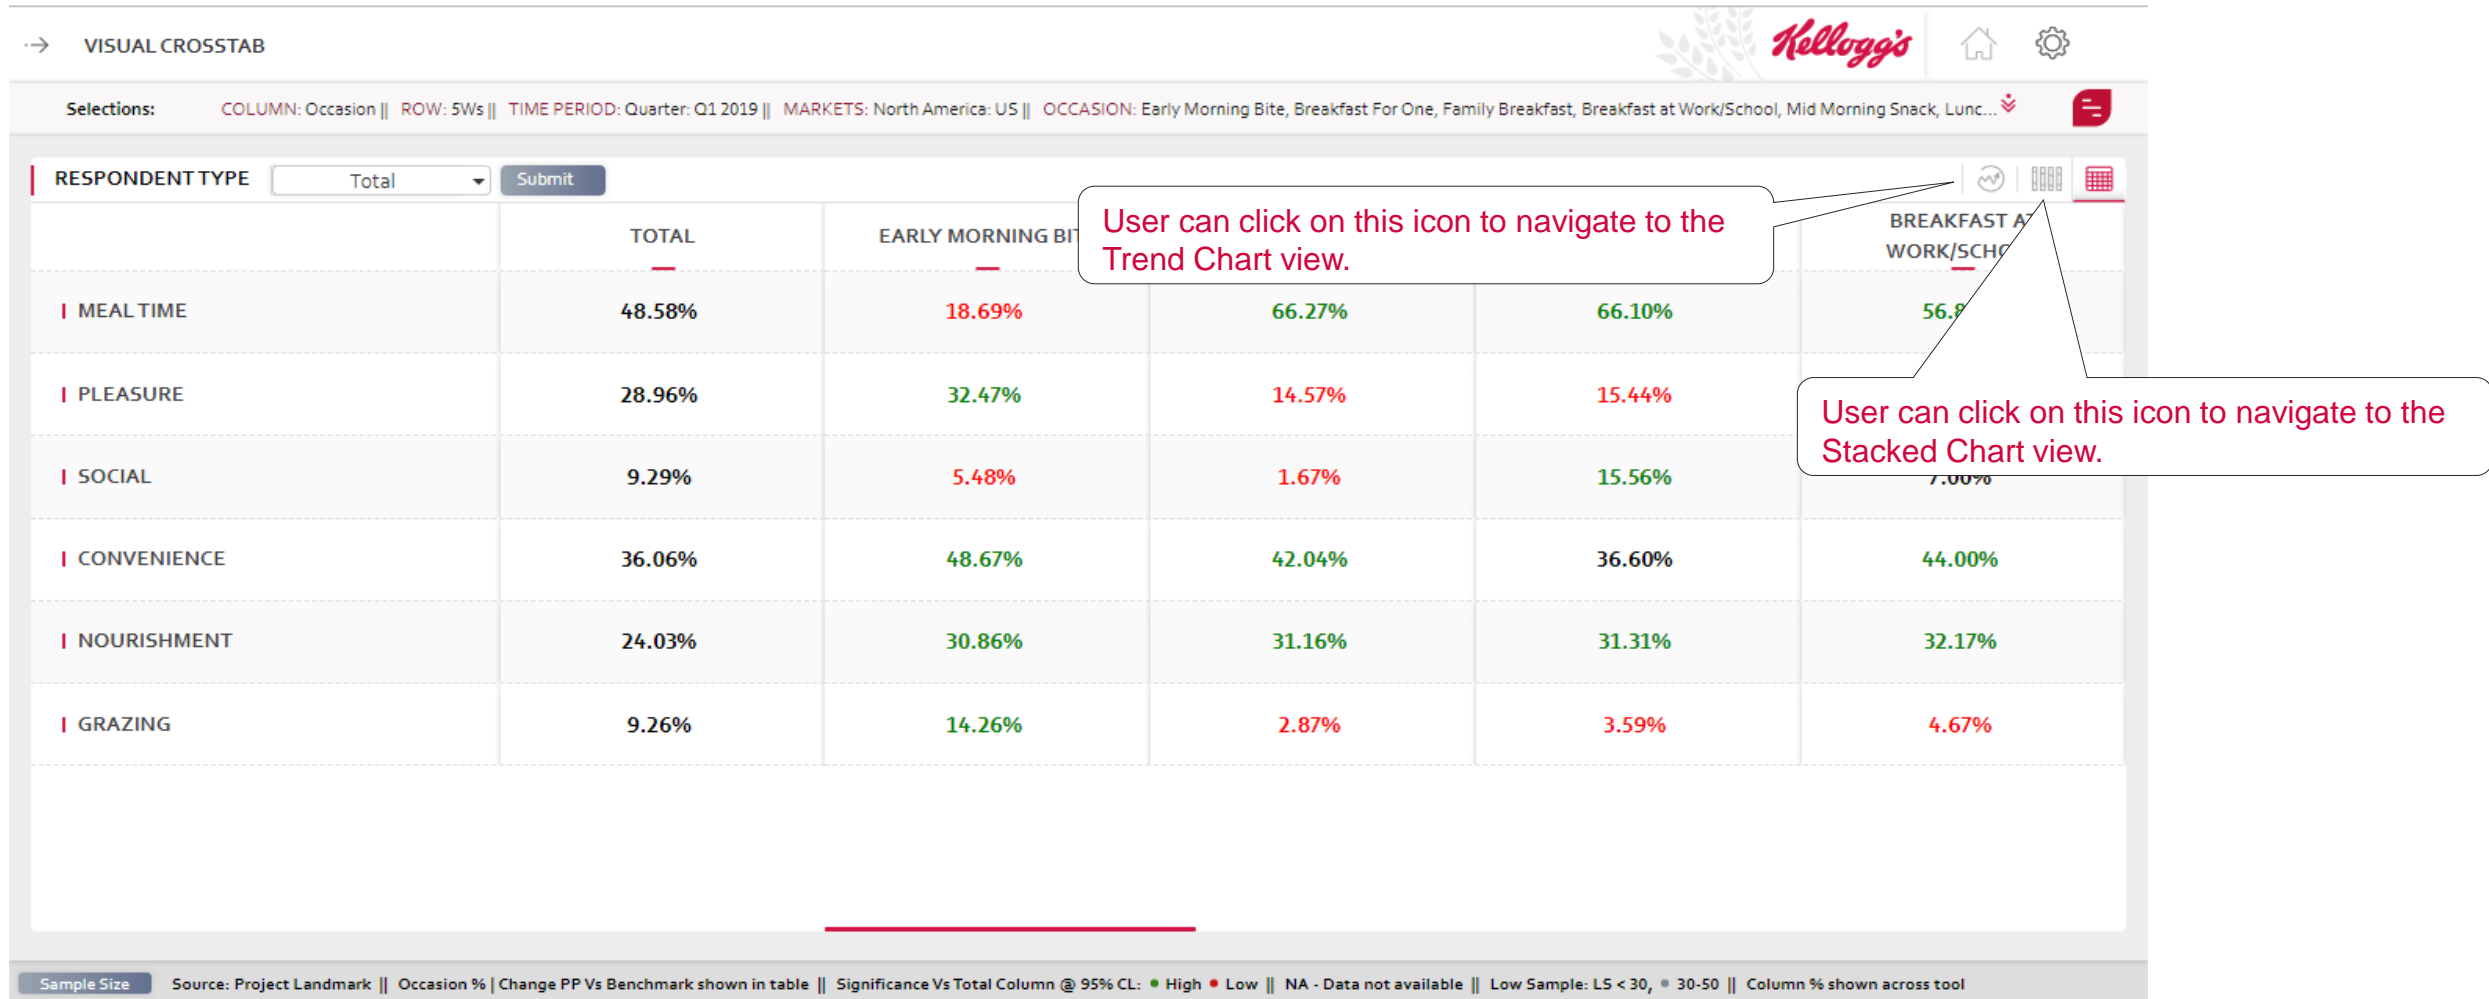 VISUAL CROSSTAB
Kellogg's
Selections: COLUMN: Occasion || ROW: 5Ws || TIME PERIOD: Quarter: Q1 2019 || MARKETS: North America: US || OCCASION: Early Morning Bite, Breakfast For One, Family Breakfast, Breakfast at Work/School, Mid Morning Snack, Lunc...
RESPONDENT TYPE Total Submit
User can click on this icon to navigate to the
Trend Chart view.
TOTAL EARLY MORNING BIT
BREAKFAST AT
WORK/SCHO
MEAL TIME 48.58% 18.69% 66.27% 66.10% 56.8
PLEASURE 28.96% 32.47% 14.57% 15.44%
User can click on this icon to navigate to the
Stacked Chart view.
SOCIAL 9.29% 5.48% 1.67% 15.56% 7.00%
CONVENIENCE 36.06% 48.67% 42.04% 36.60% 44.00%
NOURISHMENT 24.03% 30.86% 31.16% 31.31% 32.17%
GRAZING 9.26% 14.26% 2.87% 3.59% 4.67%
Sample Size Source: Project Landmark || Occasion % | Change PP Vs Benchmark shown in table || Significance Vs Total Column @ 95% CL: ● High ● Low || NA - Data not available || Low Sample: LS < 30, ● 30-50 || Column % shown across tool